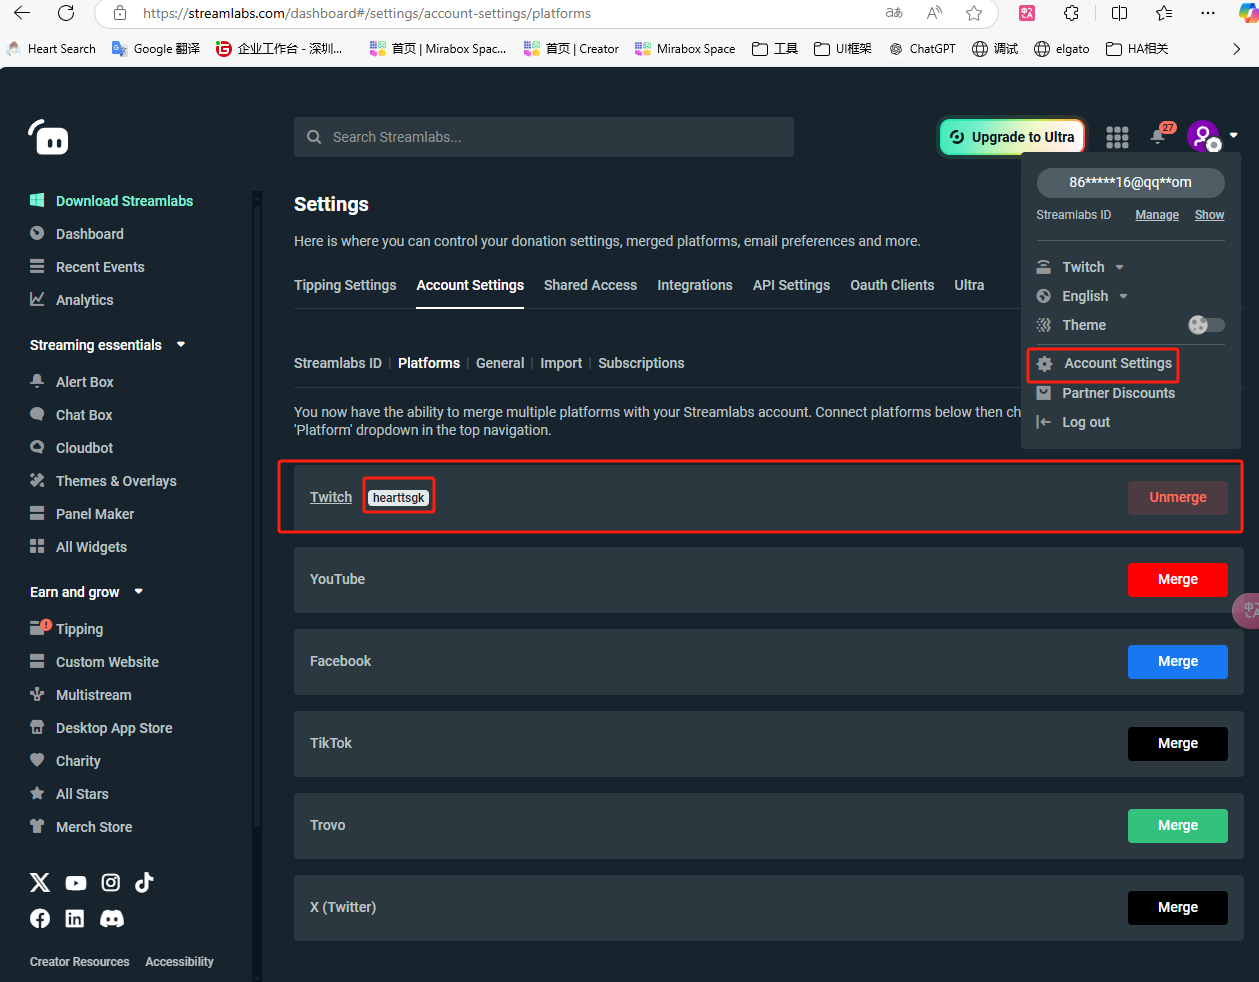 https://streamlabs.com/dashboard#/settings/account-settings/platforms
Heart Search
Google 翻译
企业工作台 - 深圳...
首页 | Mirabox Spac...
首页 | Creator
Mirabox Space
工具
UI框架
ChatGPT
调试
elgato
HA相关
Search Streamlabs...
Upgrade to Ultra
27
86*****16@qq**om
Streamlabs ID
Manage
Show
Twitch
English
Theme
Account Settings
Partner Discounts
Log out
Download Streamlabs
Dashboard
Recent Events
Analytics
Streaming essentials
Alert Box
Chat Box
Cloudbot
Themes & Overlays
Panel Maker
All Widgets
Earn and grow
Tipping
Custom Website
Multistream
Desktop App Store
Charity
All Stars
Merch Store
Creator Resources
Accessibility
Settings
Here is where you can control your donation settings, merged platforms, email preferences and more.
Tipping Settings
Account Settings
Shared Access
Integrations
API Settings
Oauth Clients
Ultra
Streamlabs ID
Platforms
General
Import
Subscriptions
You now have the ability to merge multiple platforms with your Streamlabs account. Connect platforms below then ch
'Platform' dropdown in the top navigation.
Twitch
hearttsgk
Unmerge
YouTube
Merge
Facebook
Merge
TikTok
Merge
Trovo
Merge
X (Twitter)
Merge